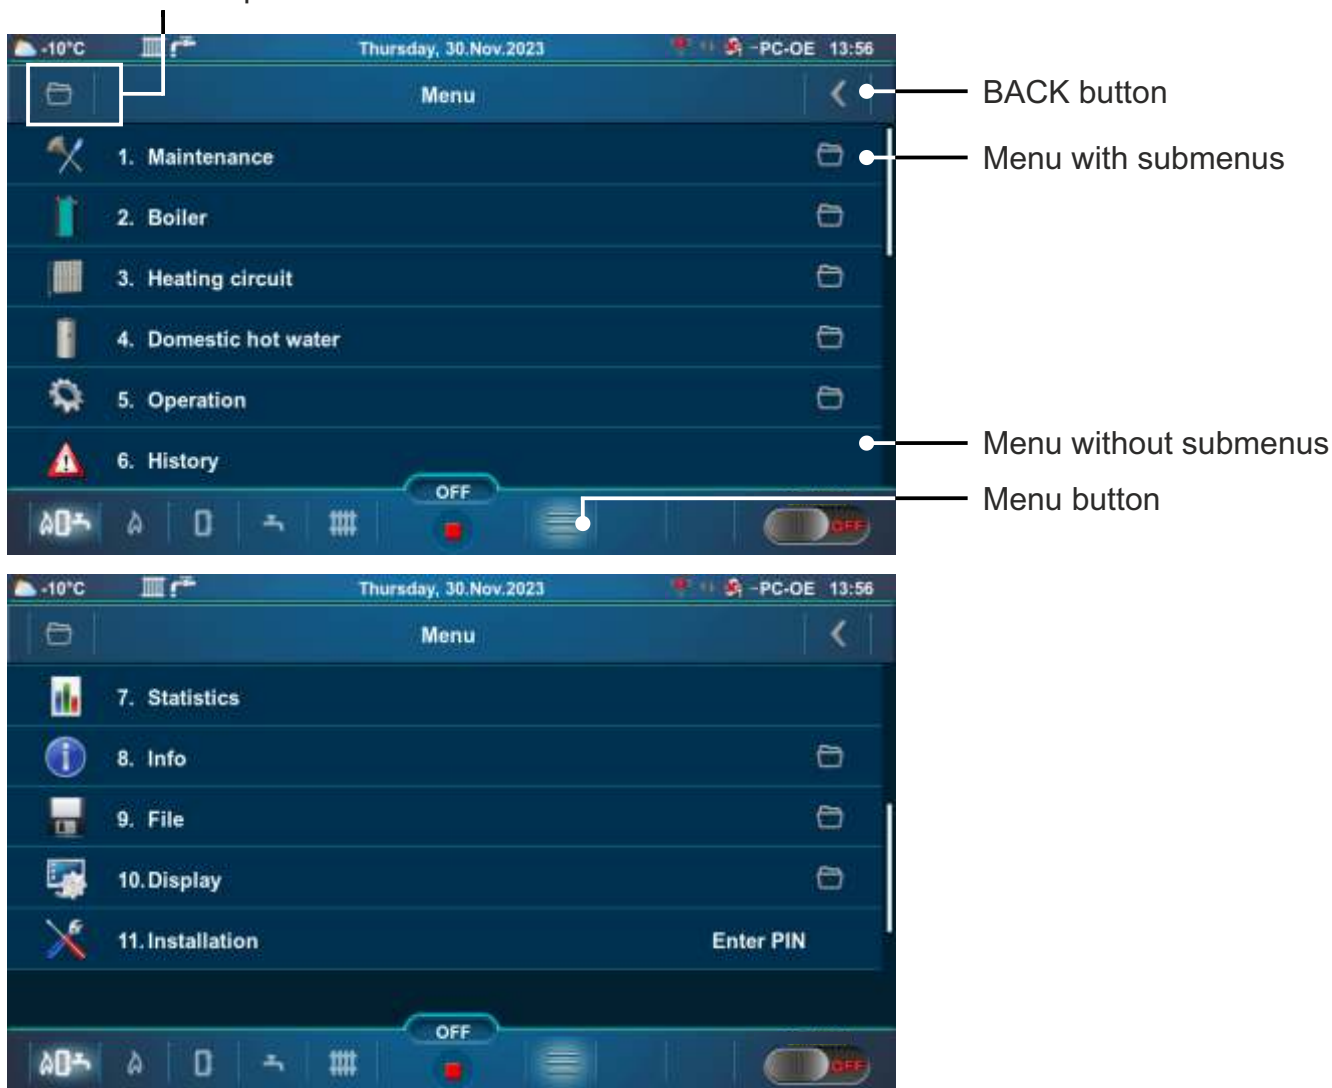 -10°C Thursday, 30.Nov.2023 -PC-OE 13:56
Menu
BACK button
1. Maintenance
Menu with submenus
2. Boiler
3. Heating circuit
4. Domestic hot water
5. Operation
Menu without submenus
6. History
OFF
Menu button
OFF
-10°C Thursday, 30.Nov.2023 -PC-OE 13:56
Menu
7. Statistics
8. Info
9. File
10. Display
11. Installation Enter PIN
OFF
OFF